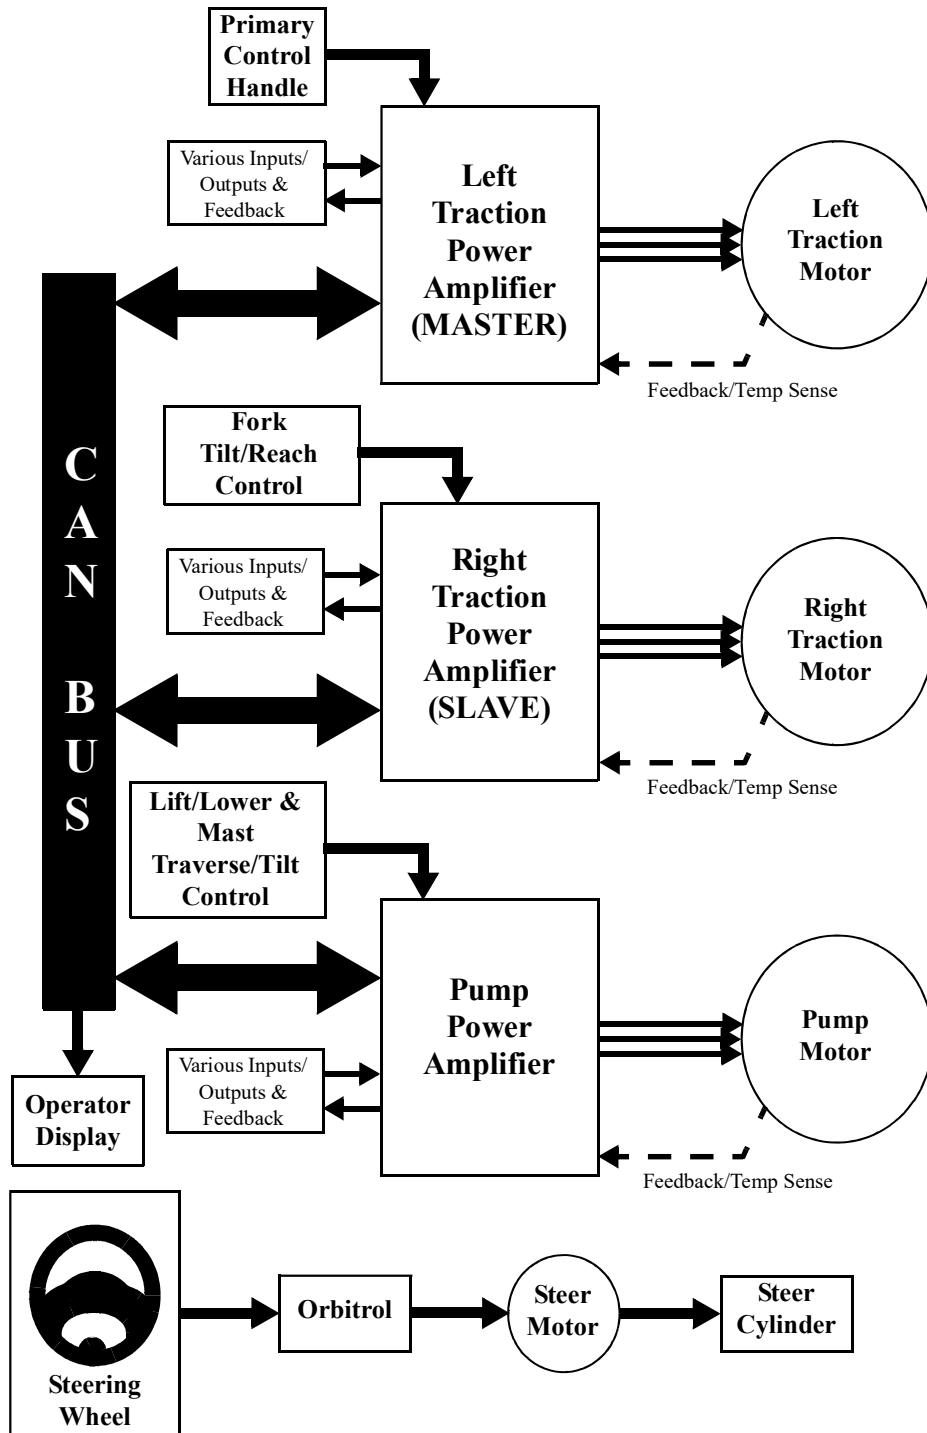 Primary
Control
Handle
Various Inputs/
Outputs &
Feedback
Left
Traction
Power
Amplifier
(MASTER)
Left
Traction
Motor
Feedback/Temp Sense
CAN BUS
Fork
Tilt/Reach
Control
Various Inputs/
Outputs &
Feedback
Right
Traction
Power
Amplifier
(SLAVE)
Right
Traction
Motor
Feedback/Temp Sense
Lift/Lower &
Mast
Traverse/Tilt
Control
Pump
Power
Amplifier
Various Inputs/
Outputs &
Feedback
Pump
Motor
Feedback/Temp Sense
Operator
Display
Steering
Wheel
Orbitrol
Steer
Motor
Steer
Cylinder